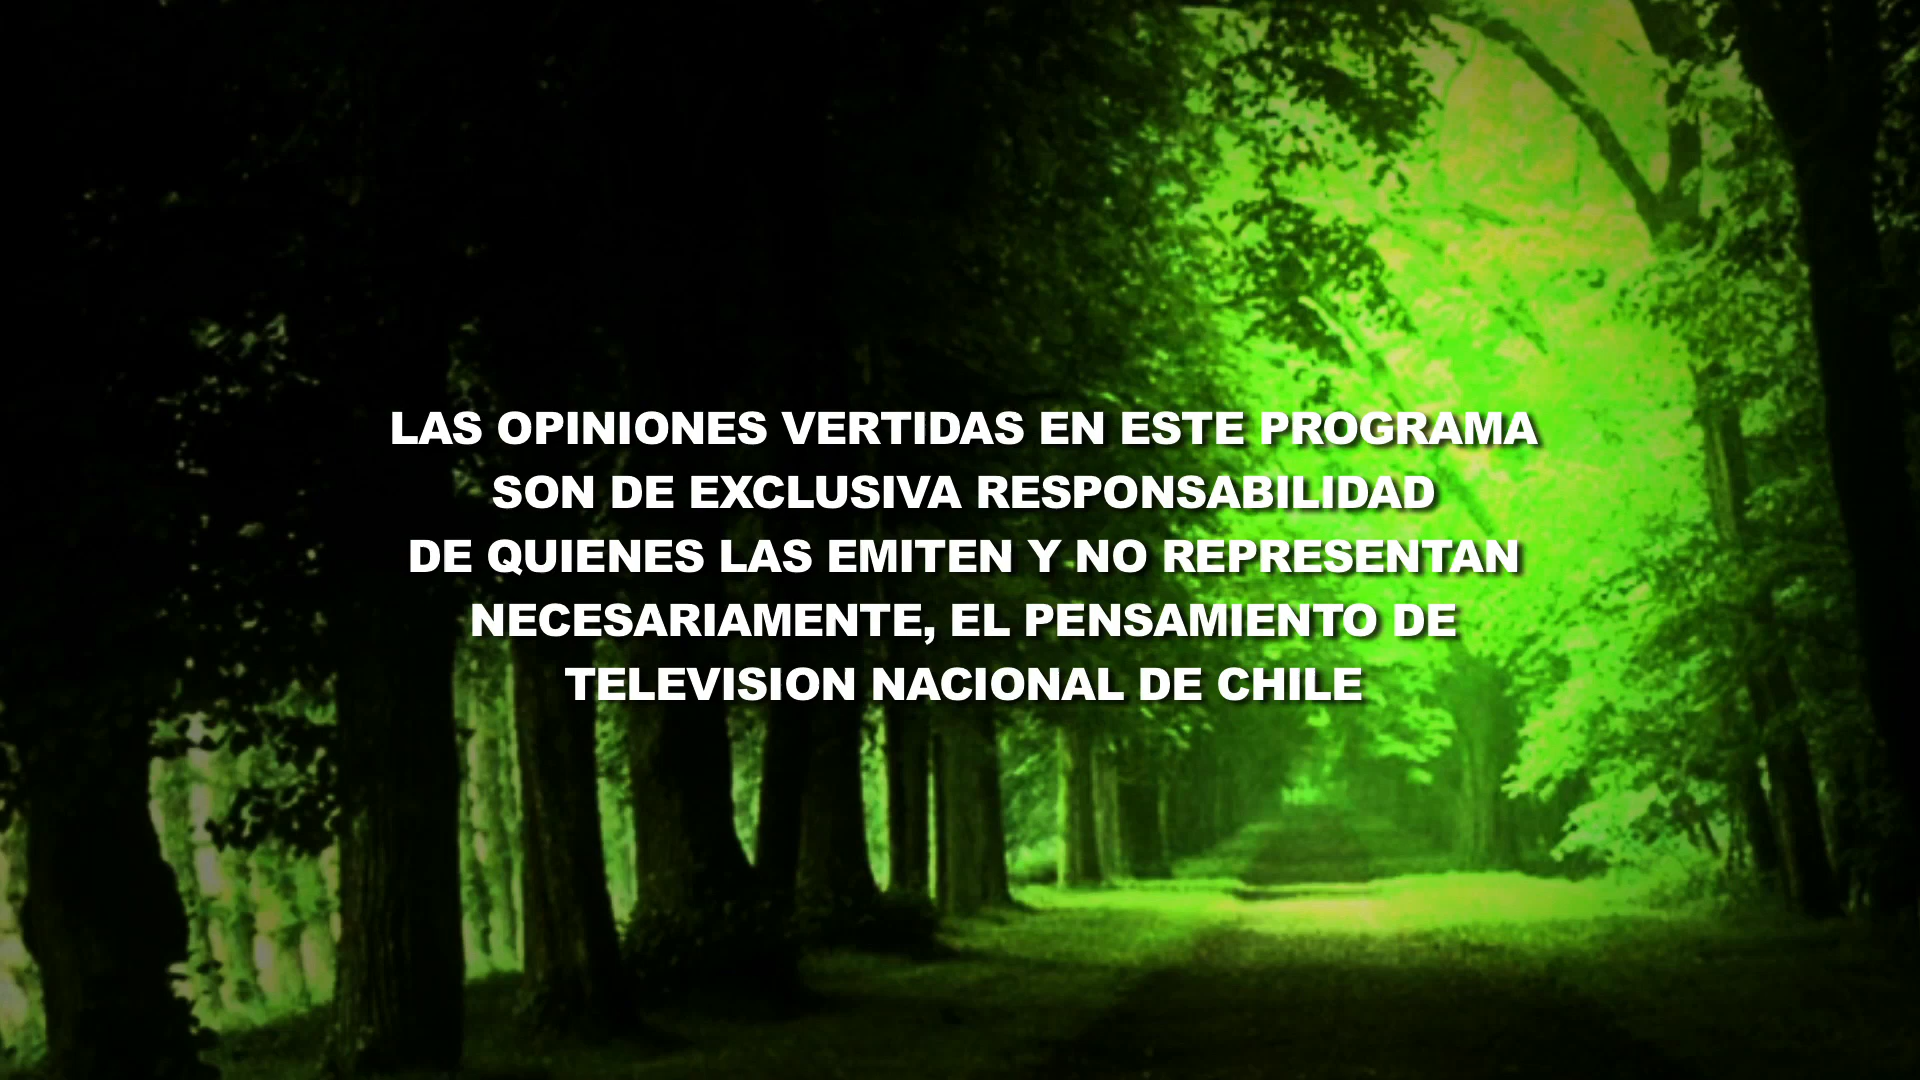 LAS OPINIONES VERTIDAS EN ESTE PROGRAMA
SON DE EXCLUSIVA RESPONSABILIDAD
DE QUIENES LAS EMITEN Y NO REPRESENTAN
NECESARIAMENTE, EL PENSAMIENTO DE
TELEVISION NACIONAL DE CHILE